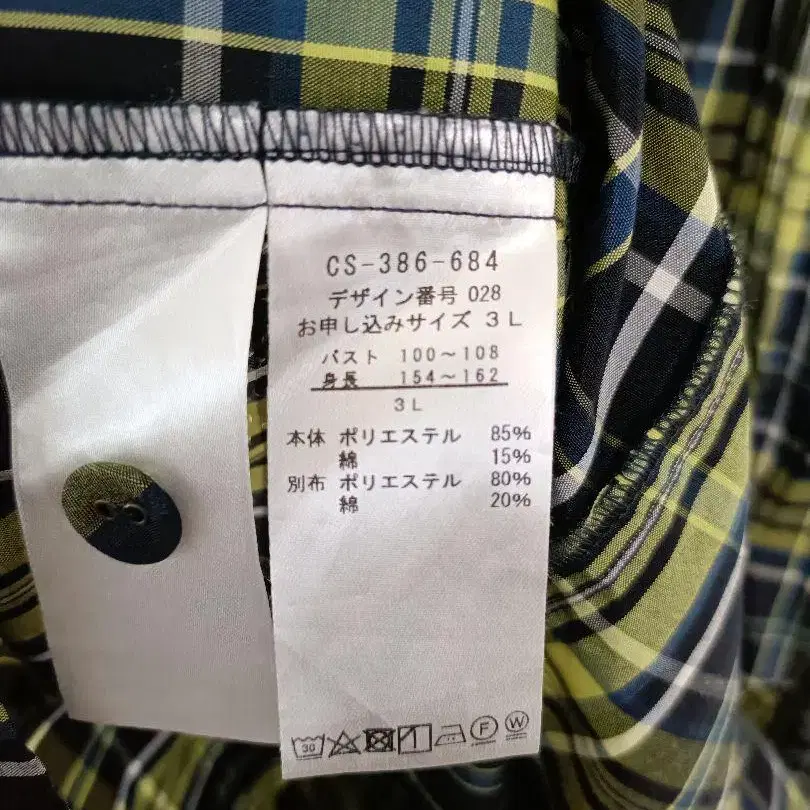 CS-386-684
デザイン番号 028
お申し込みサイズ 3L
バスト 100～108
身長 154～162
3L
本体 ポリエステル 85%
綿 15%
別布 ポリエステル 80%
綿 20%
30 F W